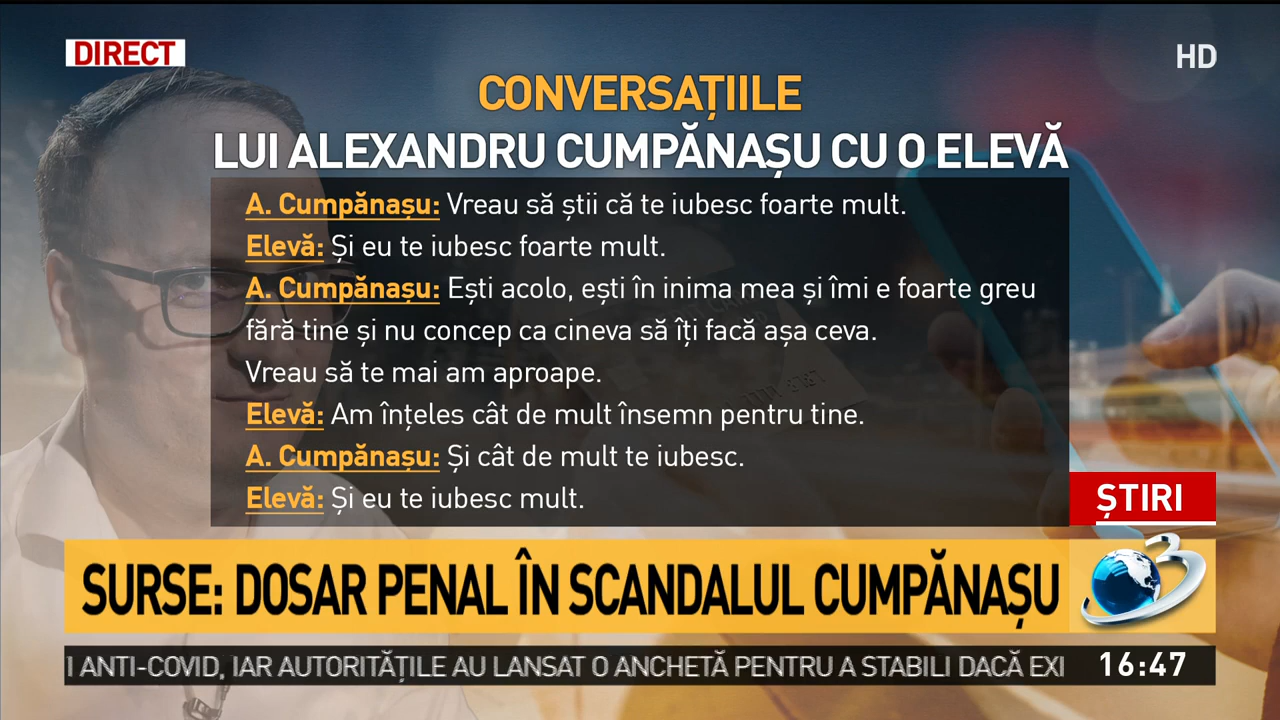 DIRECT
HD
CONVERSAȚIILE
LUI ALEXANDRU CUMPĂNAȘU CU O ELEVĂ
A. Cumpănașu: Vreau să știi că te iubesc foarte mult.
Elevă: Și eu te iubesc foarte mult.
A. Cumpănașu: Ești acolo, ești în inima mea și îmi e foarte greu
fără tine și nu concep ca cineva să îți facă așa ceva.
Vreau să te mai am aproape.
Elevă: Am înțeles cât de mult însemn pentru tine.
A. Cumpănașu: Și cât de mult te iubesc.
Elevă: Și eu te iubesc mult.
ȘTIRI
SURSE: DOSAR PENAL ÎN SCANDALUL CUMPĂNAȘU
3
I ANTI-COVID, IAR AUTORITĂȚILE AU LANSAT O ANCHETĂ PENTRU A STABILI DACĂ EXI
16:47